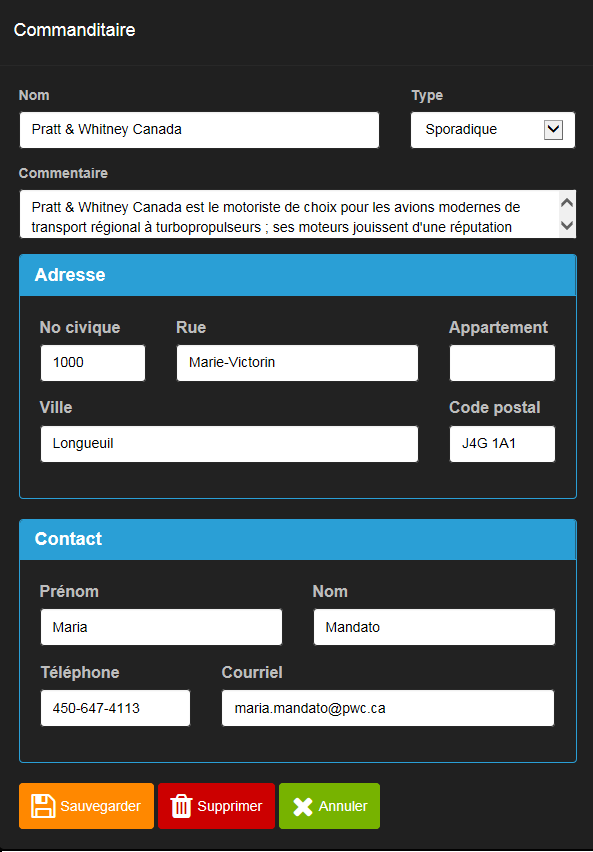 Commanditaire
Nom
Type
Pratt & Whitney Canada
Sporadique
Commentaire
Pratt & Whitney Canada est le motoriste de choix pour les avions modernes de
transport régional à turbopropulseurs ; ses moteurs jouissent d'une réputation
Adresse
No civique
Rue
Appartement
1000
Marie-Victorin
Ville
Code postal
Longueuil
J4G 1A1
Contact
Prénom
Nom
Maria
Mandato
Téléphone
Courriel
450-647-4113
maria.mandato@pwc.ca
Sauvegarder
Supprimer
Annuler